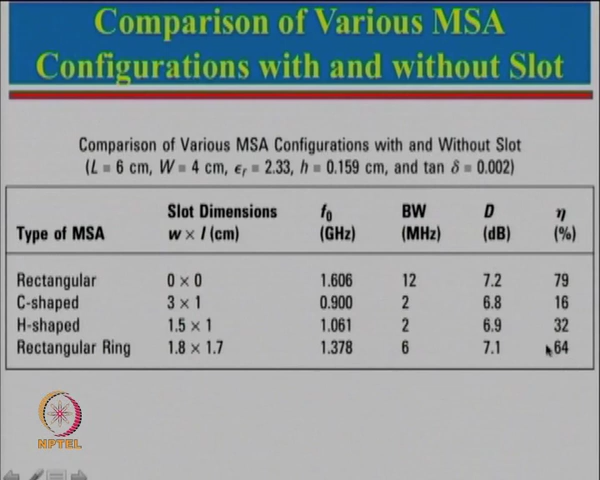 Comparison of Various MSA
Configurations with and without Slot
Comparison of Various MSA Configurations with and Without Slot
(L = 6 cm, W = 4 cm, ϵr = 2.33, h = 0.159 cm, and tan δ = 0.002)
Type of MSA Slot Dimensions w × l (cm) f0 (GHz) BW (MHz) D (dB) η (%)
Rectangular 0 × 0 1.606 12 7.2 79
C-shaped 3 × 1 0.900 2 6.8 16
H-shaped 1.5 × 1 1.061 2 6.9 32
Rectangular Ring 1.8 × 1.7 1.378 6 7.1 64
NPTEL